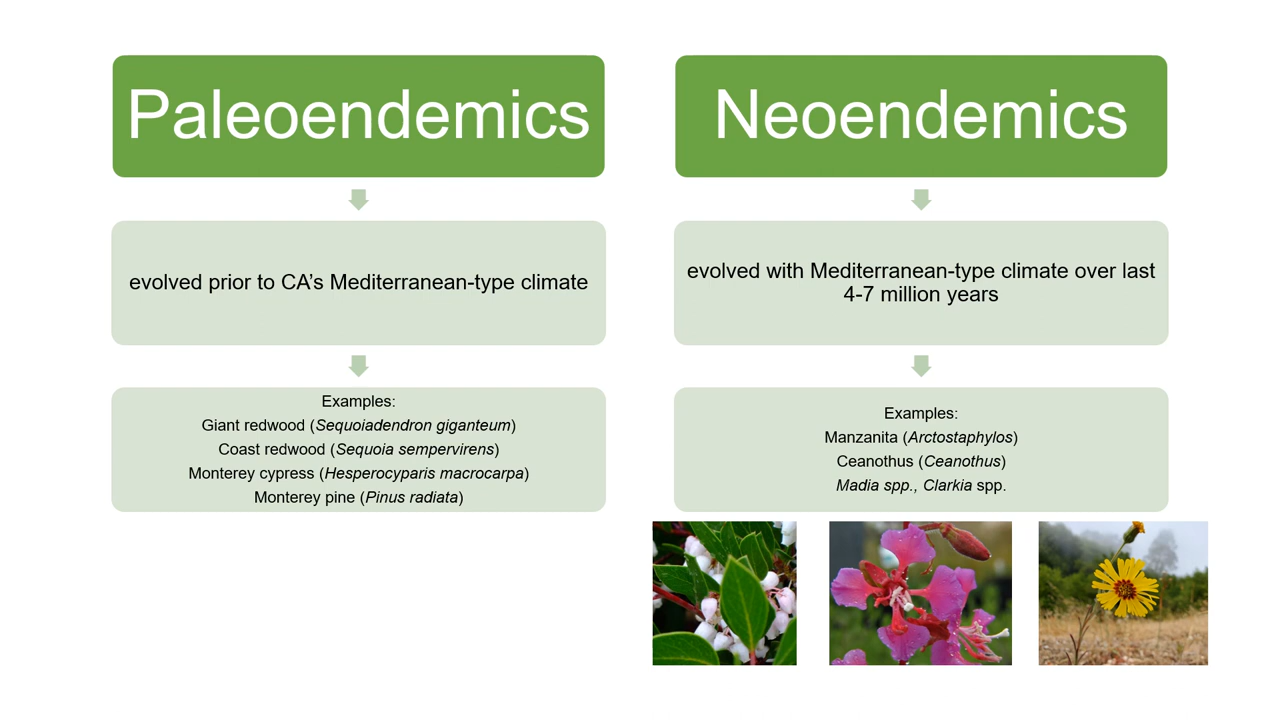 Paleoendemics
evolved prior to CA’s Mediterranean-type climate
Examples:
Giant redwood (Sequoiadendron giganteum)
Coast redwood (Sequoia sempervirens)
Monterey cypress (Hesperocyparis macrocarpa)
Monterey pine (Pinus radiata)
Neoendemics
evolved with Mediterranean-type climate over last
4-7 million years
Examples:
Manzanita (Arctostaphylos)
Ceanothus (Ceanothus)
Madia spp., Clarkia spp.